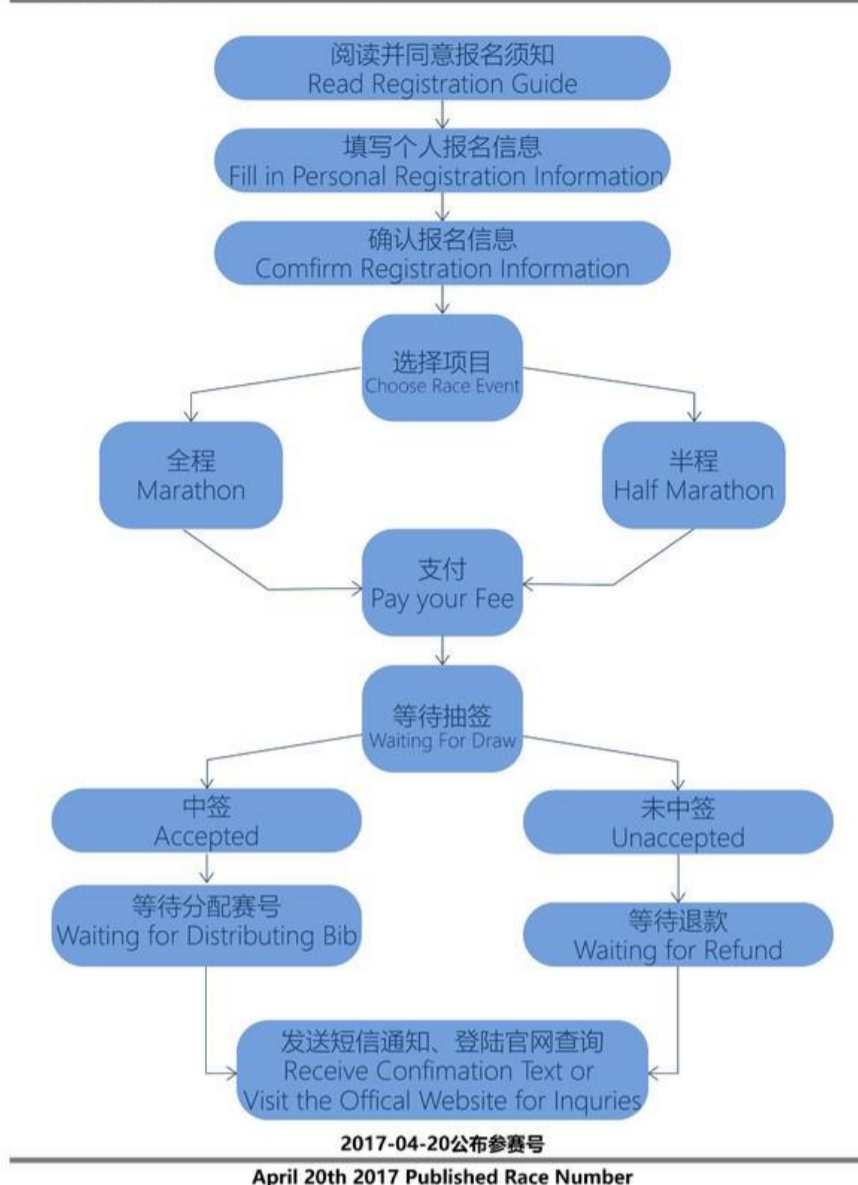 阅读并同意报名须知
Read Registration Guide
填写个人报名信息
Fill in Personal Registration Information
确认报名信息
Comfirm Registration Information
选择项目
Choose Race Event
全程
Marathon
半程
Half Marathon
支付
Pay your Fee
等待抽签
Waiting For Draw
中签
Accepted
未中签
Unaccepted
等待分配赛号
Waiting for Distributing Bib
等待退款
Waiting for Refund
发送短信通知、登陆官网查询
Receive Confimation Text or
Visit the Offical Website for Inquries
2017-04-20公布参赛号
April 20th 2017 Published Race Number